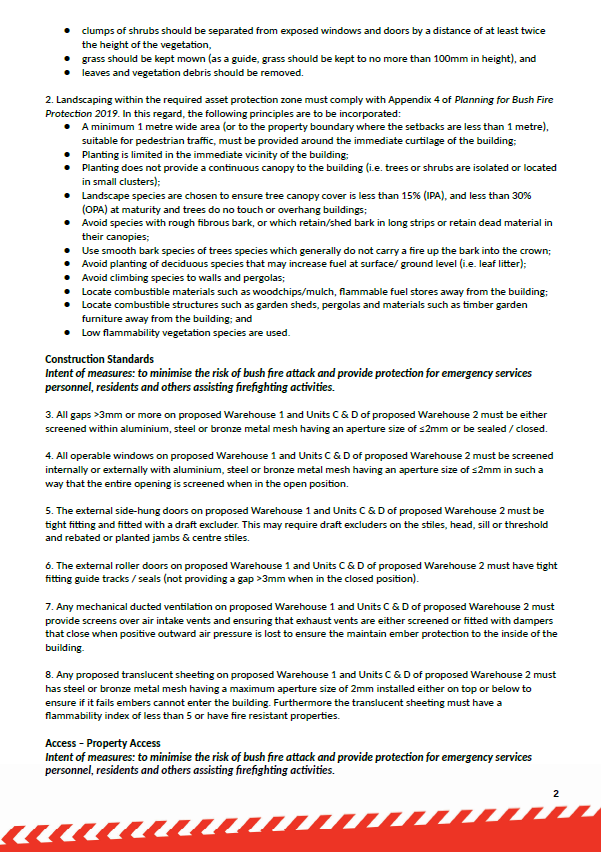 ● clumps of shrubs should be separated from exposed windows and doors by a distance of at least twice
the height of the vegetation,
● grass should be kept mown (as a guide, grass should be kept to no more than 100mm in height), and
● leaves and vegetation debris should be removed.
2. Landscaping within the required asset protection zone must comply with Appendix 4 of Planning for Bush Fire
Protection 2019. In this regard, the following principles are to be incorporated:
● A minimum 1 metre wide area (or to the property boundary where the setbacks are less than 1 metre),
suitable for pedestrian traffic, must be provided around the immediate curtilage of the building;
● Planting is limited in the immediate vicinity of the building;
● Planting does not provide a continuous canopy to the building (i.e. trees or shrubs are isolated or located
in small clusters);
● Landscape species are chosen to ensure tree canopy cover is less than 15% (IPA), and less than 30%
(OPA) at maturity and trees do no touch or overhang buildings;
● Avoid species with rough fibrous bark, or which retain/shed bark in long strips or retain dead material in
their canopies;
● Use smooth bark species of trees species which generally do not carry a fire up the bark into the crown;
● Avoid planting of deciduous species that may increase fuel at surface/ ground level (i.e. leaf litter);
● Avoid climbing species to walls and pergolas;
● Locate combustible materials such as woodchips/mulch, flammable fuel stores away from the building;
● Locate combustible structures such as garden sheds, pergolas and materials such as timber garden
furniture away from the building; and
● Low flammability vegetation species are used.
Construction Standards
Intent of measures: to minimise the risk of bush fire attack and provide protection for emergency services
personnel, residents and others assisting firefighting activities.
3. All gaps >3mm or more on proposed Warehouse 1 and Units C & D of proposed Warehouse 2 must be either
screened within aluminium, steel or bronze metal mesh having an aperture size of ≤2mm or be sealed / closed.
4. All operable windows on proposed Warehouse 1 and Units C & D of proposed Warehouse 2 must be screened
internally or externally with aluminium, steel or bronze metal mesh having an aperture size of ≤2mm in such a
way that the entire opening is screened when in the open position.
5. The external side-hung doors on proposed Warehouse 1 and Units C & D of proposed Warehouse 2 must be
tight fitting and fitted with a draft excluder. This may require draft excluders on the stiles, head, sill or threshold
and rebated or planted jambs & centre stiles.
6. The external roller doors on proposed Warehouse 1 and Units C & D of proposed Warehouse 2 must have tight
fitting guide tracks / seals (not providing a gap >3mm when in the closed position).
7. Any mechanical ducted ventilation on proposed Warehouse 1 and Units C & D of proposed Warehouse 2 must
provide screens over air intake vents and ensuring that exhaust vents are either screened or fitted with dampers
that close when positive outward air pressure is lost to ensure the maintain ember protection to the inside of the
building.
8. Any proposed translucent sheeting on proposed Warehouse 1 and Units C & D of proposed Warehouse 2 must
has steel or bronze metal mesh having a maximum aperture size of 2mm installed either on top or below to
ensure if it fails embers cannot enter the building. Furthermore the translucent sheeting must have a
flammability index of less than 5 or have fire resistant properties.
Access – Property Access
Intent of measures: to minimise the risk of bush fire attack and provide protection for emergency services
personnel, residents and others assisting firefighting activities.
2